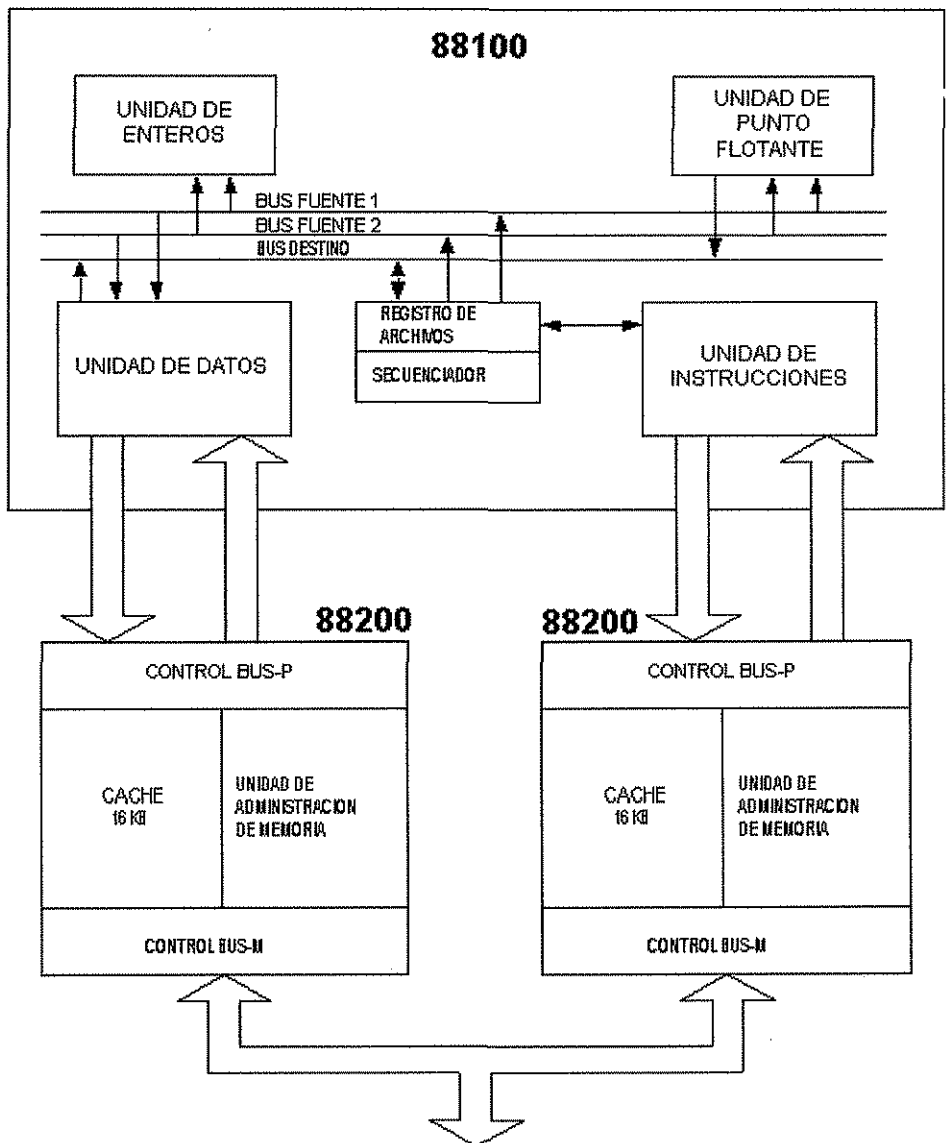 88100
UNIDAD DE
ENTEROS
UNIDAD DE
PUNTO
FLOTANTE
BUS FUENTE 1
BUS FUENTE 2
BUS DESTINO
UNIDAD DE DATOS
REGISTRO DE
ARCHIVOS
SECUENCIADOR
UNIDAD DE
INSTRUCCIONES
88200
CONTROL BUS-P
CACHE
16 KB
UNIDAD DE
ADMINISTRACION
DE MEMORIA
CONTROL BUS-M
88200
CONTROL BUS-P
CACHE
16 KB
UNIDAD DE
ADMINISTRACION
DE MEMORIA
CONTROL BUS-M